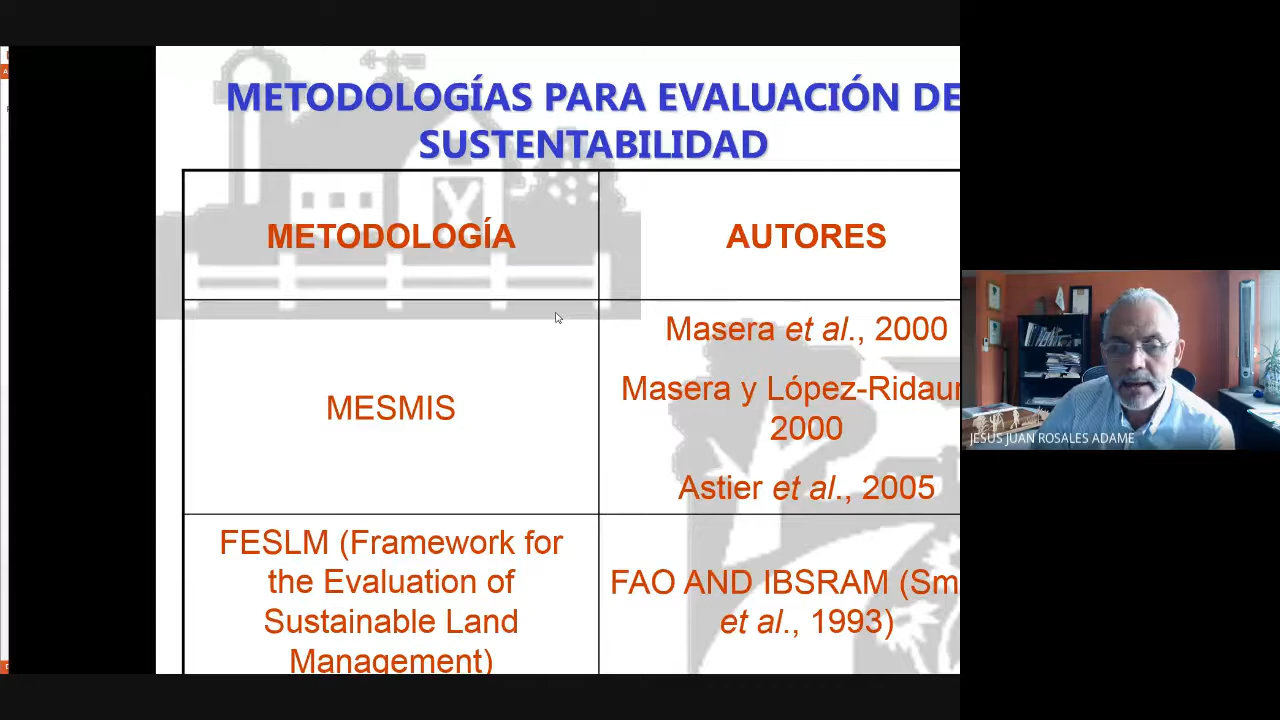 METODOLOGÍAS PARA EVALUACIÓN DE
SUSTENTABILIDAD
METODOLOGÍA
AUTORES
MESMIS
Masera et al., 2000
Masera y López-Ridaur
2000
Astier et al., 2005
FESLM (Framework for
the Evaluation of
Sustainable Land
Management)
FAO AND IBSRAM (Sm
et al., 1993)
JESUS JUAN ROSALES ADAME